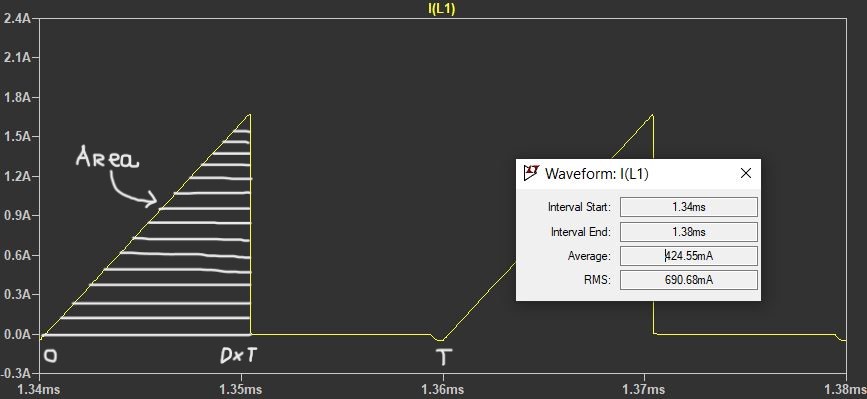 I(L1)
2.4A
2.1A
1.8A
1.5A
1.2A
0.9A
0.6A
0.3A
0.0A
-0.3A
Area
O
D×T
T
1.34ms
1.35ms
1.36ms
1.37ms
1.38ms
Waveform: I(L1)
Interval Start: 1.34ms
Interval End: 1.38ms
Average: 424.55mA
RMS: 690.68mA